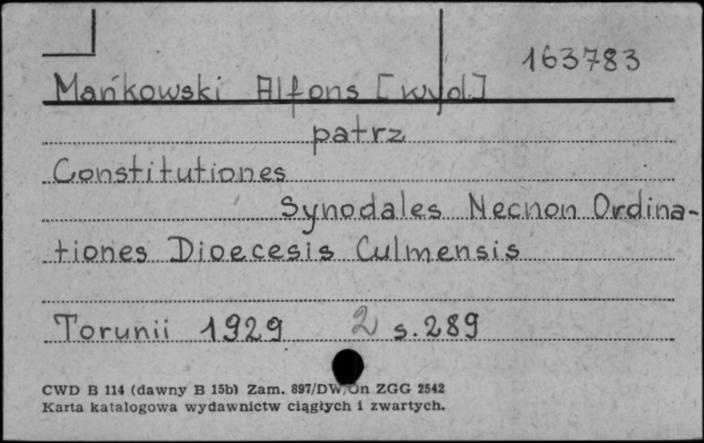 163783
Mańkowski Alfons [wyd.]
patrz
Constitutiones
Synodales Necnon Ordina-
tiones Dioecesis Culmensis
Torunii 1929 2 s. 289
CWD B 114 (dawny B 15b) Zam. 897/DW/On ZGG 2542
Karta katalogowa wydawnictw ciągłych i zwartych.